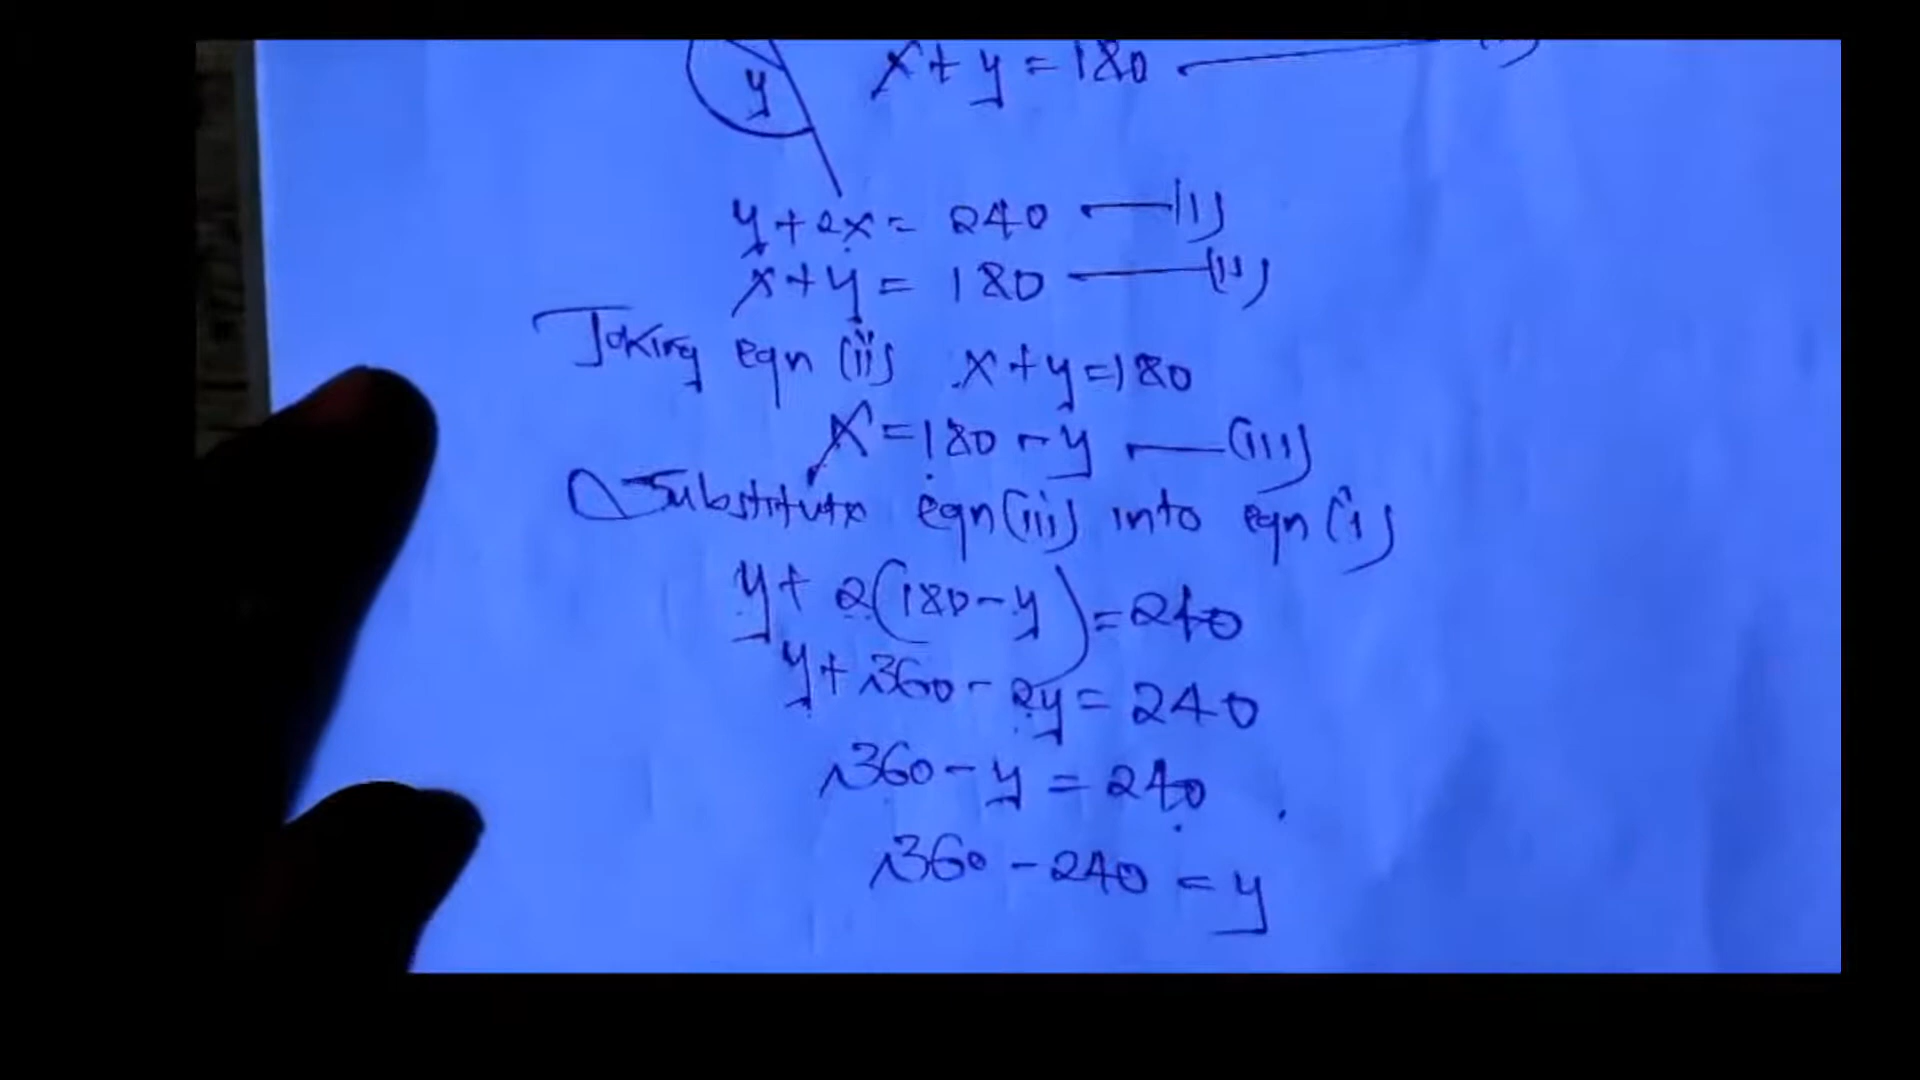 y x + y = 180
y + 2x = 240 (i)
x + y = 180 (ii)
Taking eqn (ii) x + y = 180
x = 180 - y (iii)
Substitute eqn (iii) into eqn (i)
y + 2(180 - y) = 240
y + 360 - 2y = 240
360 - y = 240
360 - 240 = y